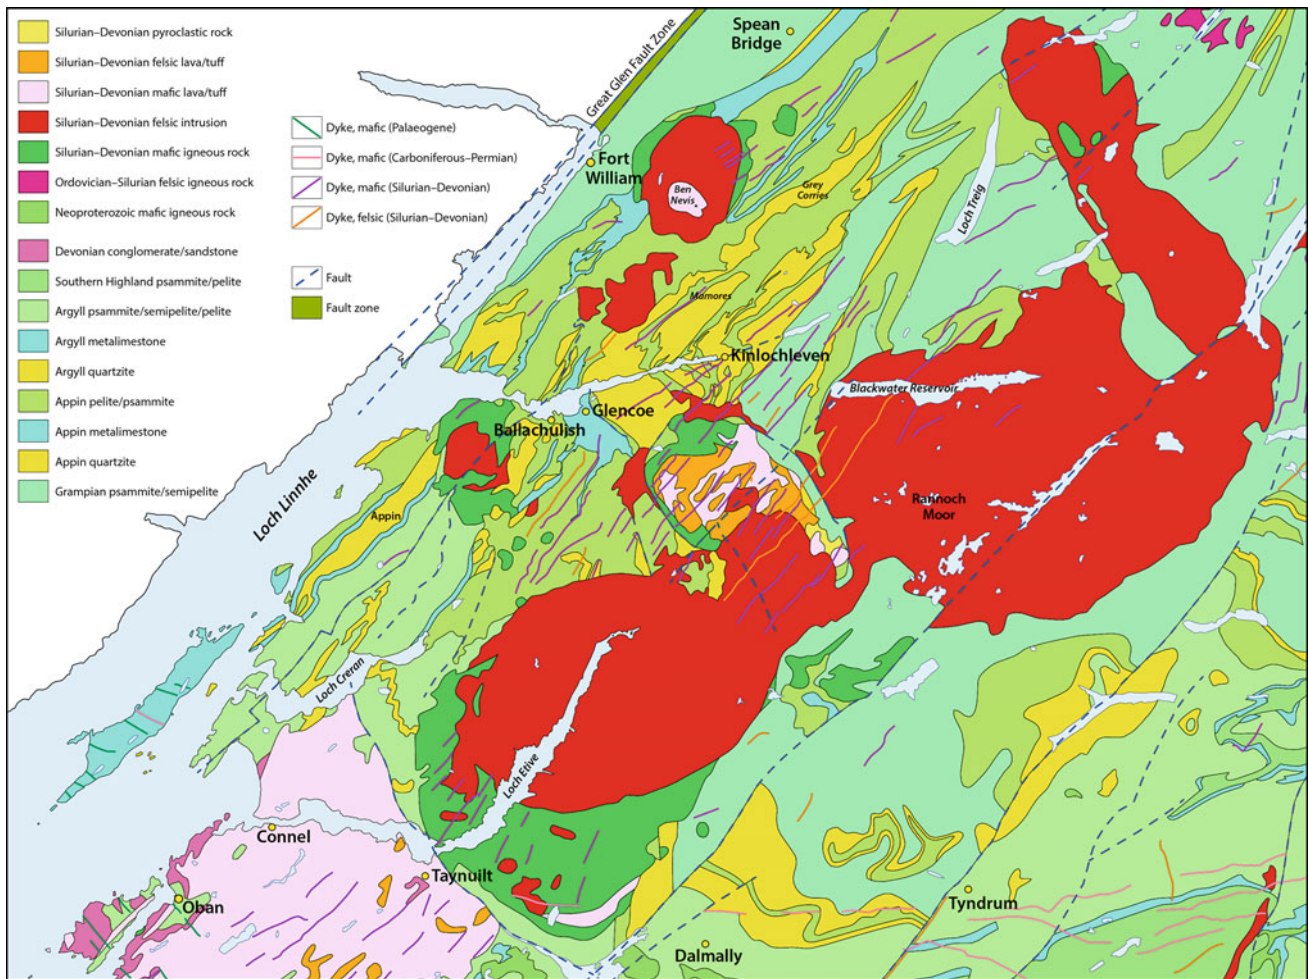 Silurian–Devonian pyroclastic rock
Silurian–Devonian felsic lava/tuff
Silurian–Devonian mafic lava/tuff
Silurian–Devonian felsic intrusion
Silurian–Devonian mafic igneous rock
Ordovician–Silurian felsic igneous rock
Neoproterozoic mafic igneous rock
Devonian conglomerate/sandstone
Southern Highland psammite/pelite
Argyll psammite/semipelite/pelite
Argyll metalimestone
Argyll quartzite
Appin pelite/psammite
Appin metalimestone
Appin quartzite
Grampian psammite/semipelite
Dyke, mafic (Palaeogene)
Dyke, mafic (Carboniferous–Permian)
Dyke, mafic (Silurian–Devonian)
Dyke, felsic (Silurian–Devonian)
Fault
Fault zone
Great Glen Fault Zone
Spean
Bridge
Fort
William
Ben
Nevis
Grey
Corries
Loch Treig
Mamores
Kinlochleven
Blackwater Reservoir
Glencoe
Ballachulish
Loch Linnhe
Appin
Rannoch
Moor
Loch Creran
Loch Etive
Connel
Taynuilt
Oban
Tyndrum
Dalmally